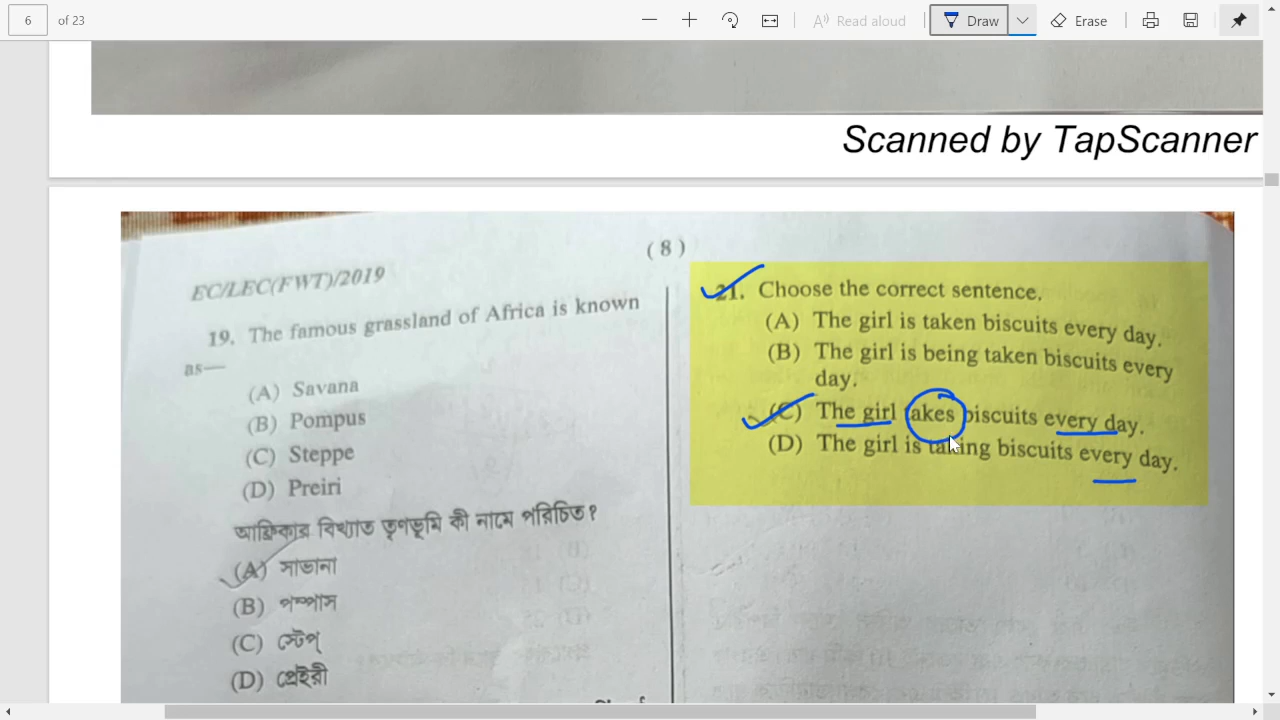 6 of 23 Read aloud Draw Erase
Scanned by TapScanner
( 8 )
EC/LEC(FWT)/2019
19. The famous grassland of Africa is known
as—
(A) Savana
(B) Pompus
(C) Steppe
(D) Preiri
আফ্রিকার বিখ্যাত তৃণভূমি কী নামে পরিচিত?
(A) সাভানা
(B) পম্পাস
(C) স্টেপ্
(D) প্রেইরী
21. Choose the correct sentence.
(A) The girl is taken biscuits every day.
(B) The girl is being taken biscuits every
day.
(C) The girl takes biscuits every day.
(D) The girl is taking biscuits every day.